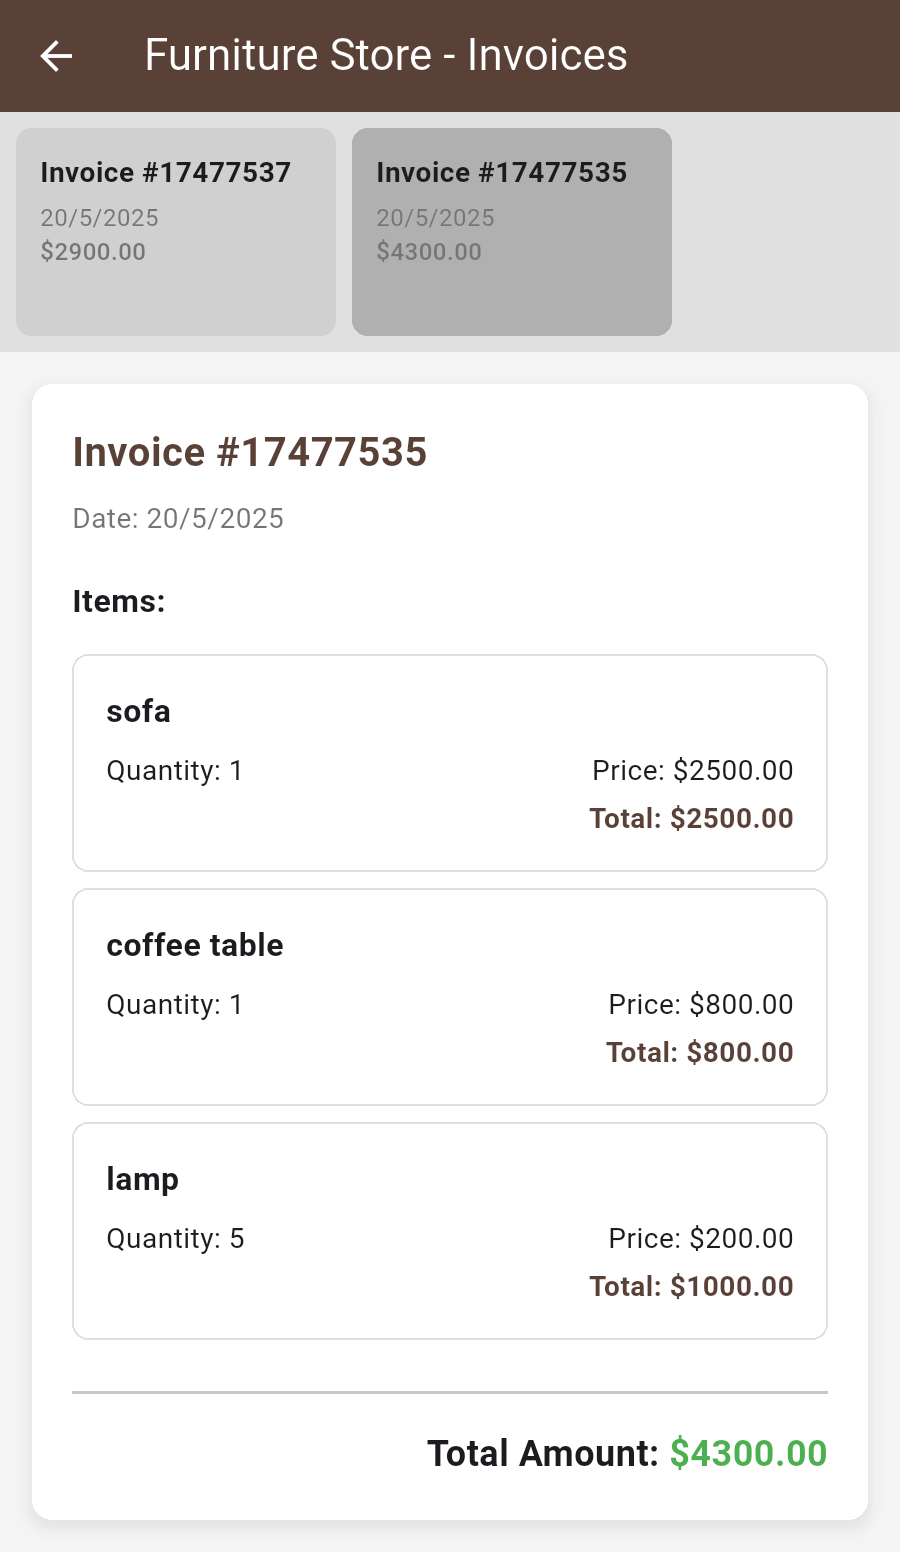 Furniture Store - Invoices
Invoice #17477537
20/5/2025
$2900.00
Invoice #17477535
20/5/2025
$4300.00
Invoice #17477535
Date: 20/5/2025
Items:
sofa
Quantity: 1 Price: $2500.00
Total: $2500.00
coffee table
Quantity: 1 Price: $800.00
Total: $800.00
lamp
Quantity: 5 Price: $200.00
Total: $1000.00
Total Amount: $4300.00